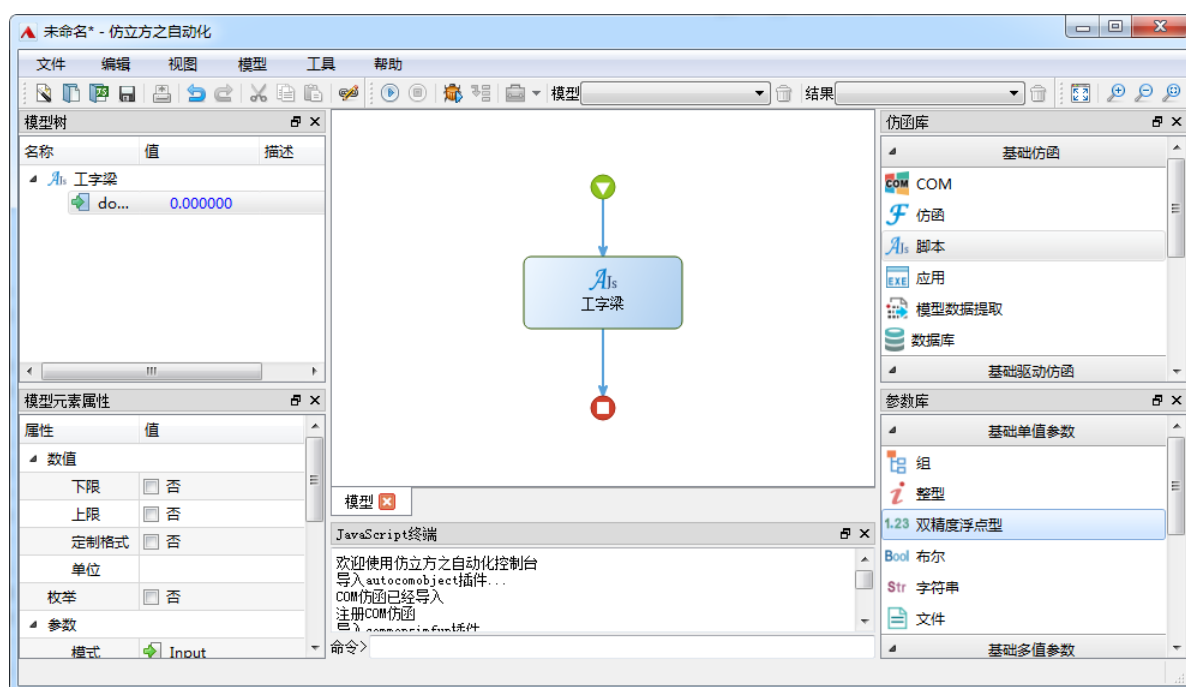 未命名* - 仿立方之自动化
文件 编辑 视图 模型 工具 帮助
模型 结果
模型树
名称 值 描述
AJs 工字梁
do... 0.000000
模型元素属性
属性 值
数值
下限 否
上限 否
定制格式 否
单位
枚举 否
参数
模式 Input
AJs
工字梁
模型
JavaScript终端
欢迎使用仿立方之自动化控制台
导入autocomobject插件...
COM仿函已经导入
注册COM仿函
命令>
仿函库
基础仿函
COM COM
F 仿函
AJs 脚本
EXE 应用
模型数据提取
数据库
基础驱动仿函
参数库
基础单值参数
组
i 整型
1.23 双精度浮点型
Bool 布尔
Str 字符串
文件
基础多值参数